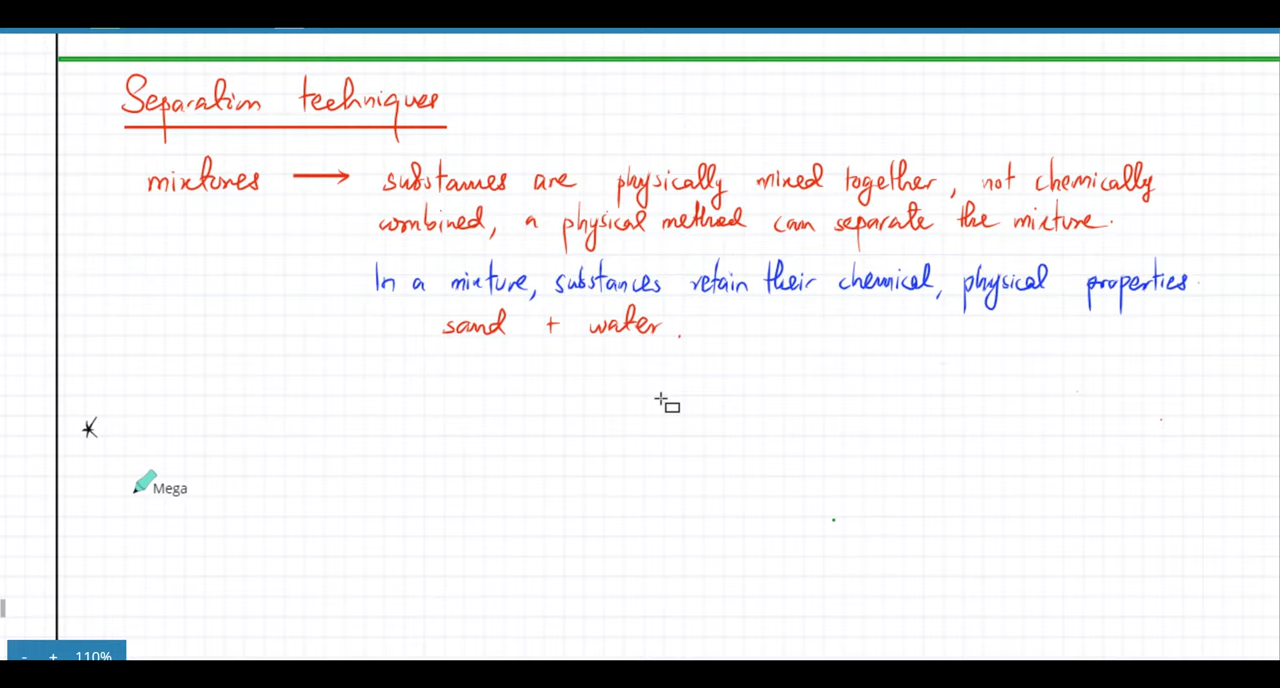 Separation techniques
mixtures → substances are physically mixed together, not chemically
combined, a physical method can separate the mixture.
In a mixture, substances retain their chemical, physical properties.
sand + water.
*
Mega
- + 110%